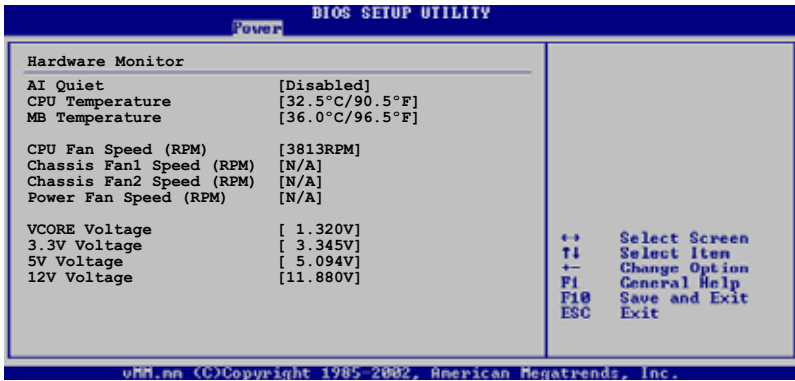 BIOS SETUP UTILITY
Power
Hardware Monitor
AI Quiet [Disabled]
CPU Temperature [32.5°C/90.5°F]
MB Temperature [36.0°C/96.5°F]
CPU Fan Speed (RPM) [3813RPM]
Chassis Fan1 Speed (RPM) [N/A]
Chassis Fan2 Speed (RPM) [N/A]
Power Fan Speed (RPM) [N/A]
VCORE Voltage [ 1.320V]
3.3V Voltage [ 3.345V]
5V Voltage [ 5.094V]
12V Voltage [11.880V]
↔ Select Screen
↑↓ Select Item
+- Change Option
F1 General Help
F10 Save and Exit
ESC Exit
vMM.nn (C)Copyright 1985-2002, American Megatrends, Inc.